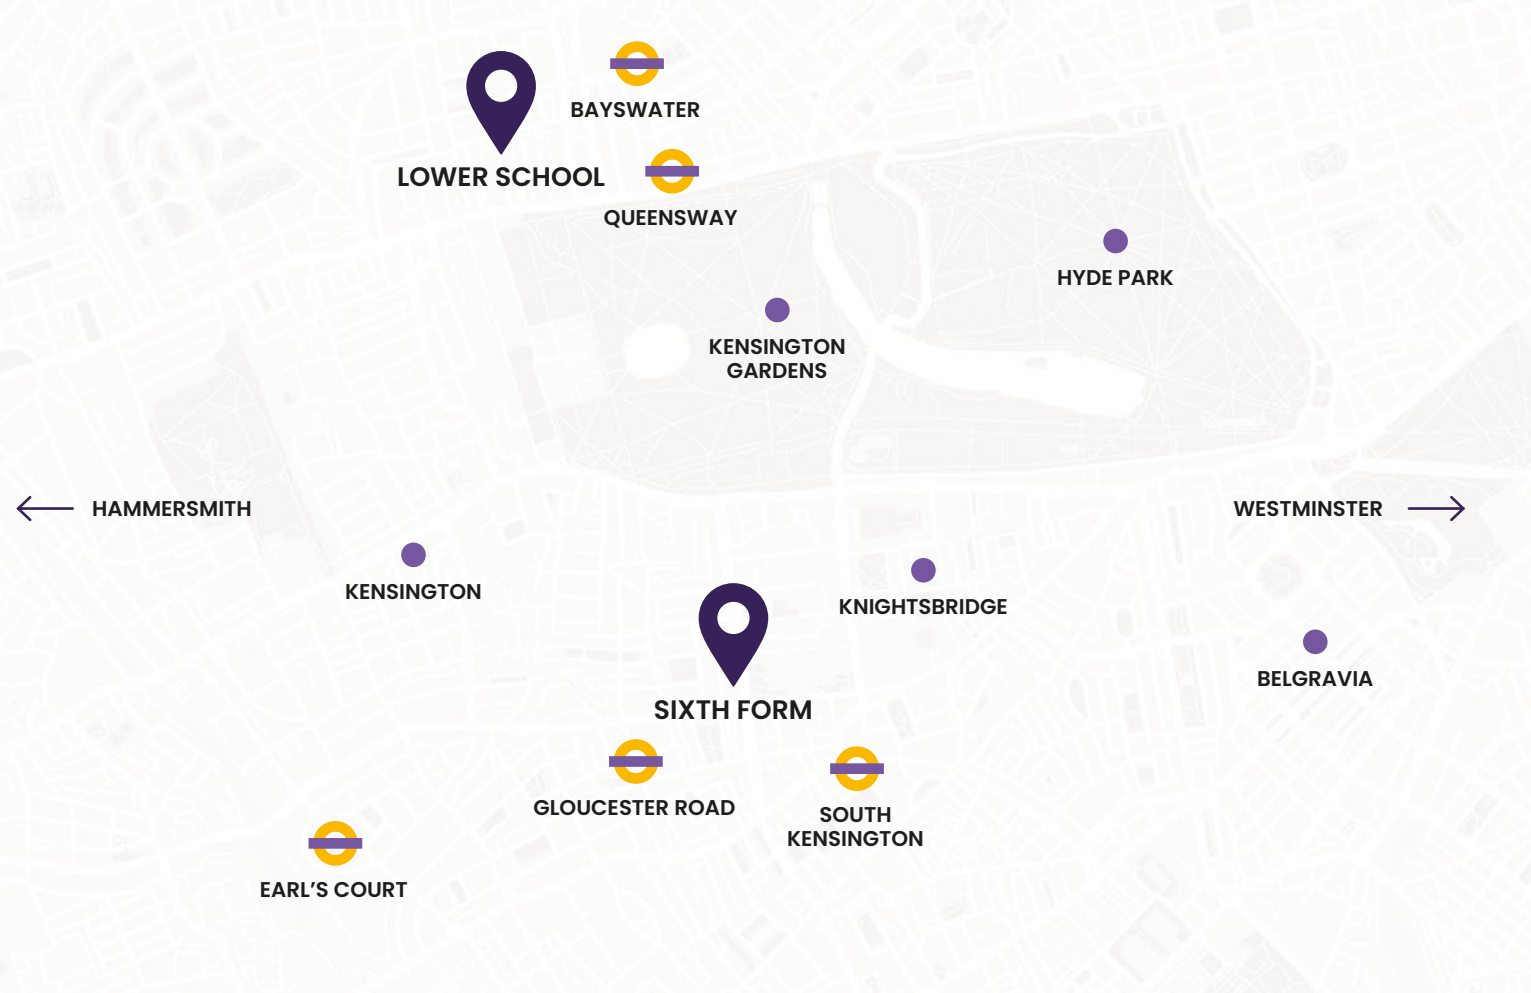 BAYSWATER
LOWER SCHOOL
QUEENSWAY
HYDE PARK
KENSINGTON
GARDENS
HAMMERSMITH
WESTMINSTER
KENSINGTON
KNIGHTSBRIDGE
BELGRAVIA
SIXTH FORM
GLOUCESTER ROAD
SOUTH
KENSINGTON
EARL’S COURT